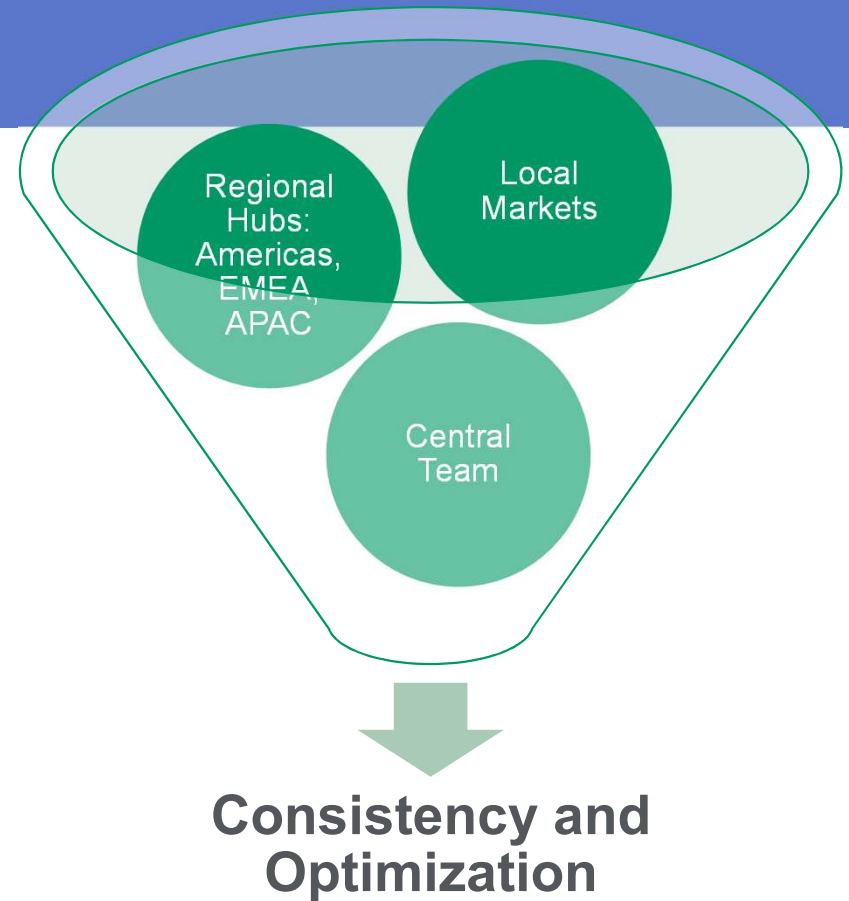 Regional
Hubs:
Americas,
EMEA,
APAC
Local
Markets
Central
Team
Consistency and
Optimization